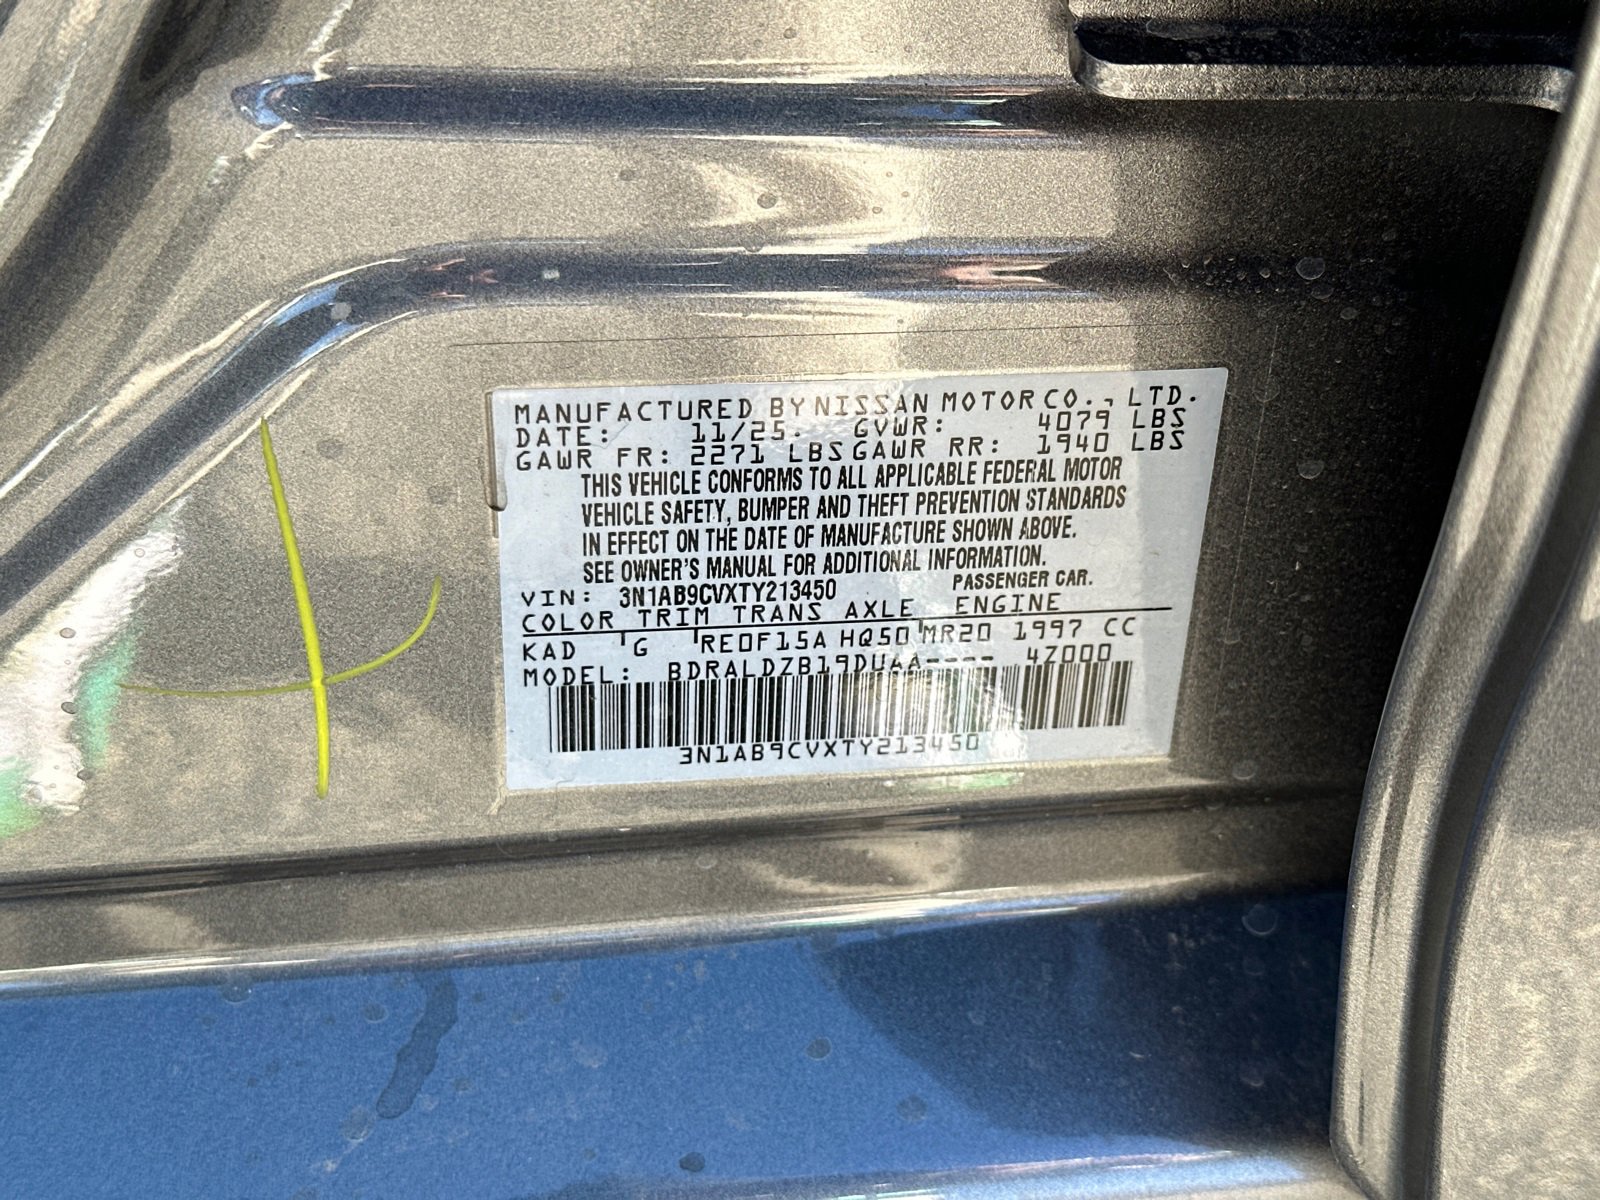 MANUFACTURED BY NISSAN MOTOR CO., LTD.
DATE: 11/25. GVWR: 4079 LBS
GAWR FR: 2271 LBS GAWR RR: 1940 LBS
THIS VEHICLE CONFORMS TO ALL APPLICABLE FEDERAL MOTOR
VEHICLE SAFETY, BUMPER AND THEFT PREVENTION STANDARDS
IN EFFECT ON THE DATE OF MANUFACTURE SHOWN ABOVE.
SEE OWNER'S MANUAL FOR ADDITIONAL INFORMATION.
VIN: 3N1AB9CVXTY213450 PASSENGER CAR.
COLOR TRIM TRANS AXLE ENGINE
KAD G RE0F15A HQ50 MR20 1997 CC
MODEL: BDRALDZB19DUAA---- 47000
3N1AB9CVXTY213450